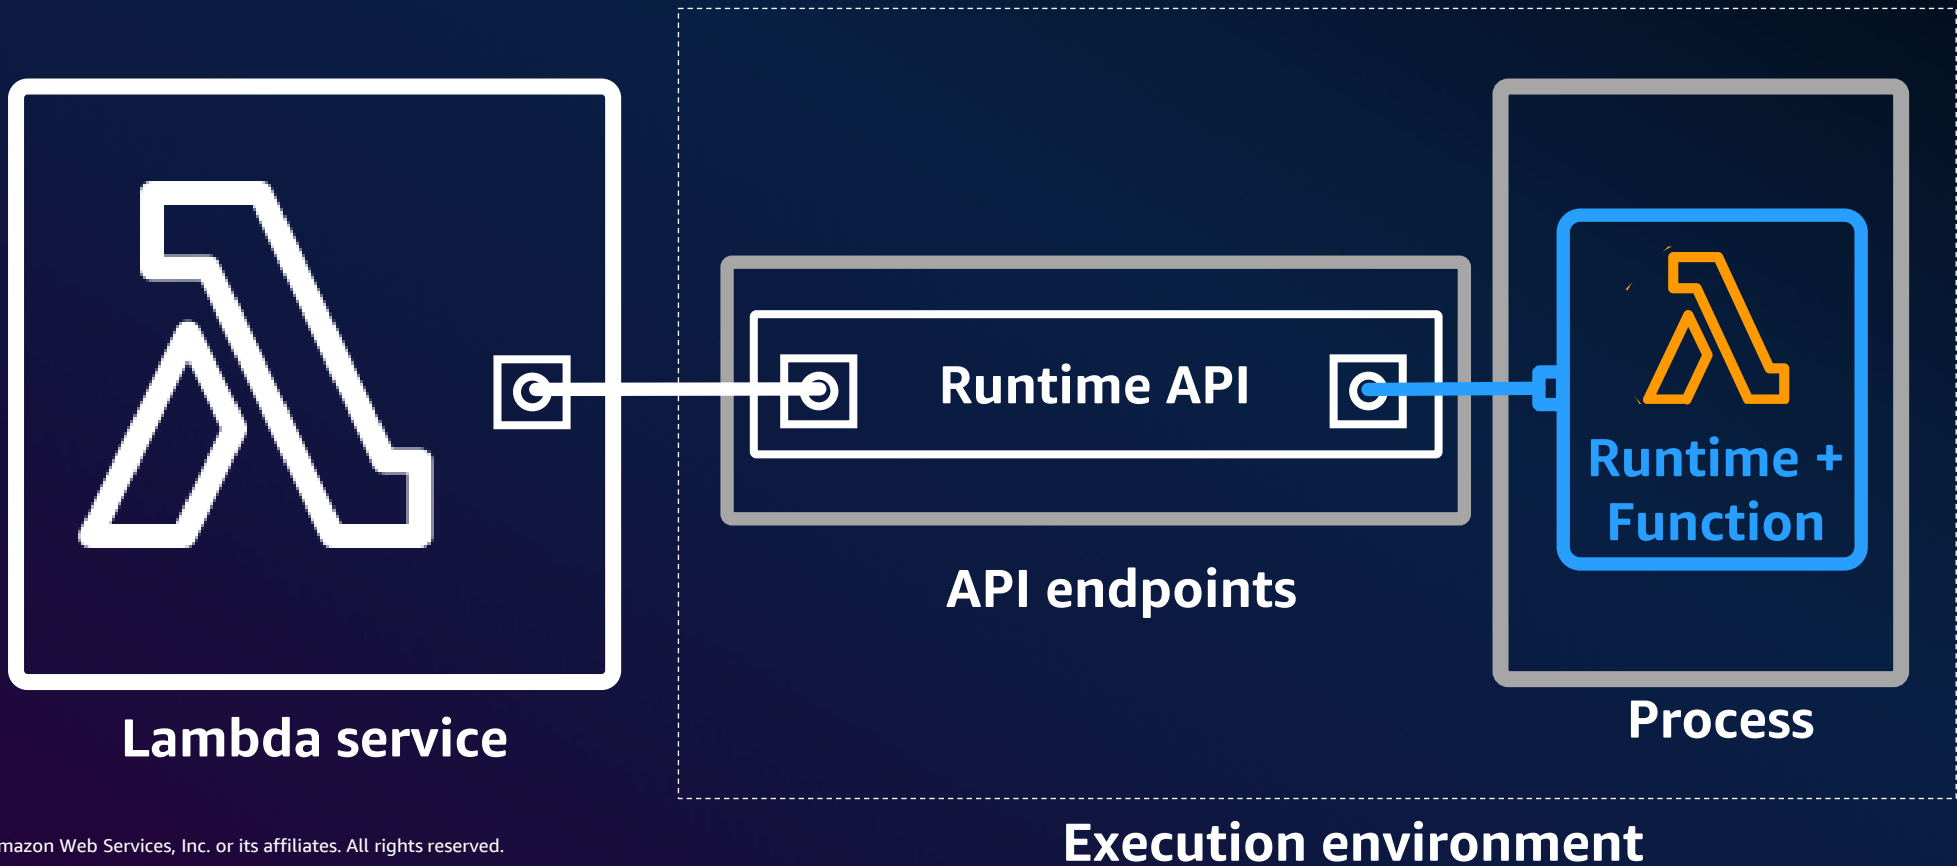 Runtime API
Runtime +
Function
API endpoints
Process
Lambda service
Execution environment
Web Services, Inc. or its affiliates. All rights reserved.